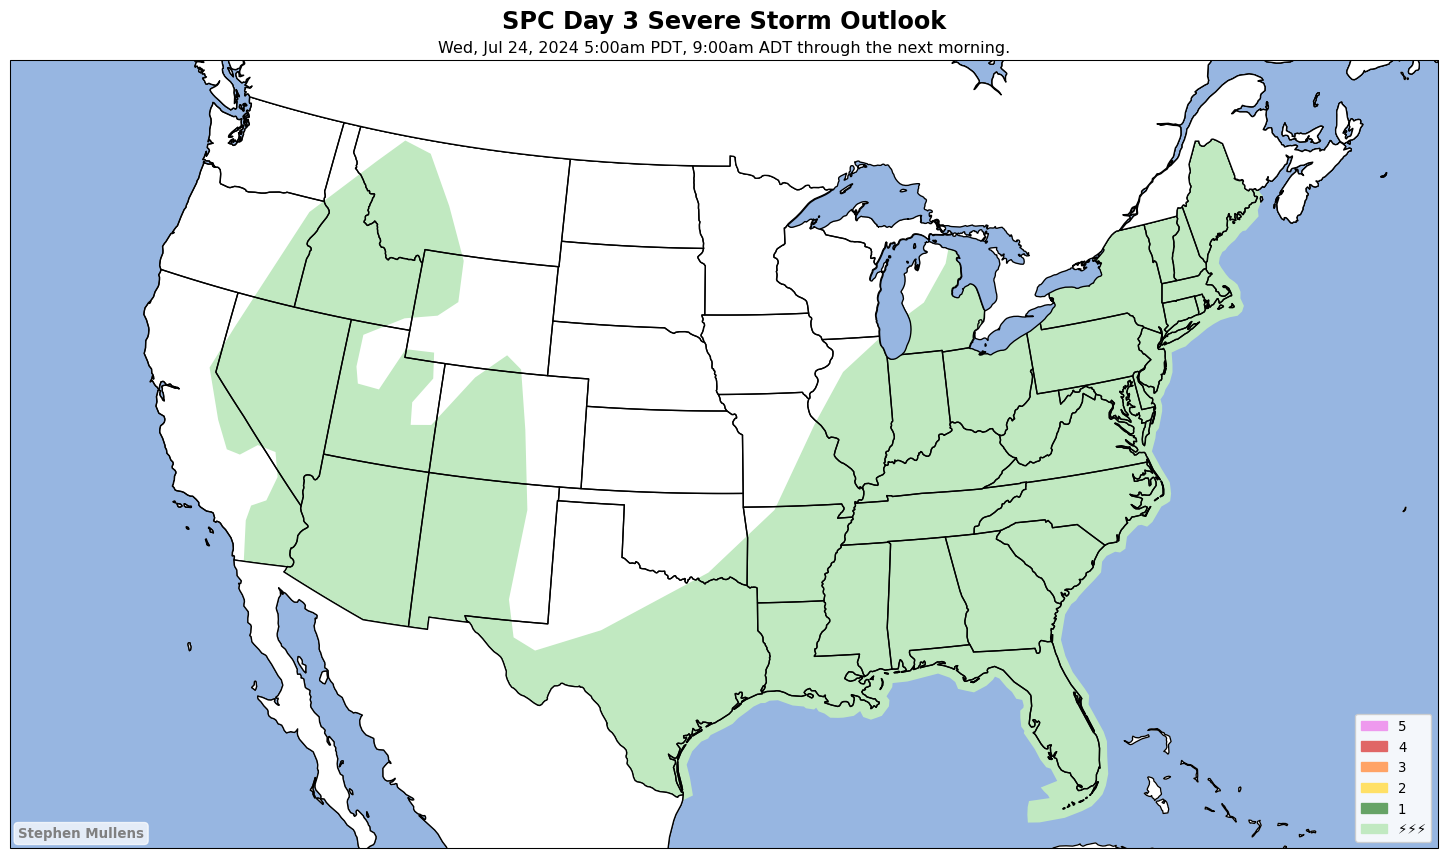 SPC Day 3 Severe Storm Outlook
Wed, Jul 24, 2024 5:00am PDT, 9:00am ADT through the next morning.
5
4
3
2
1
⚡⚡⚡
Stephen Mullens